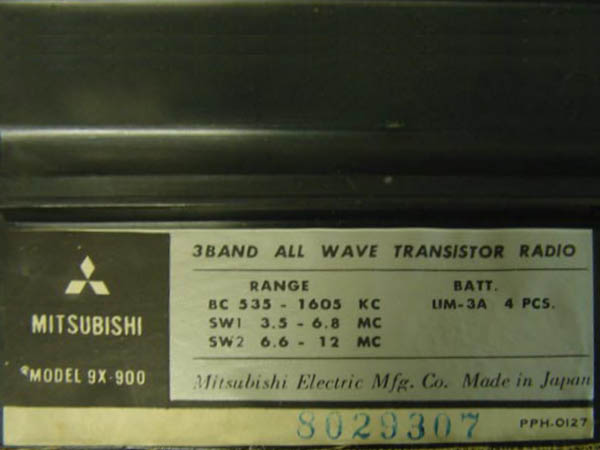 3BAND ALL WAVE TRANSISTOR RADIO
RANGE BATT.
BC 535 - 1605 KC UM-3A 4 PCS.
SW1 3.5 - 6.8 MC
SW2 6.6 - 12 MC
MITSUBISHI
MODEL 9X-900
Mitsubishi Electric Mfg. Co. Made in Japan
8029307 PPH-0127